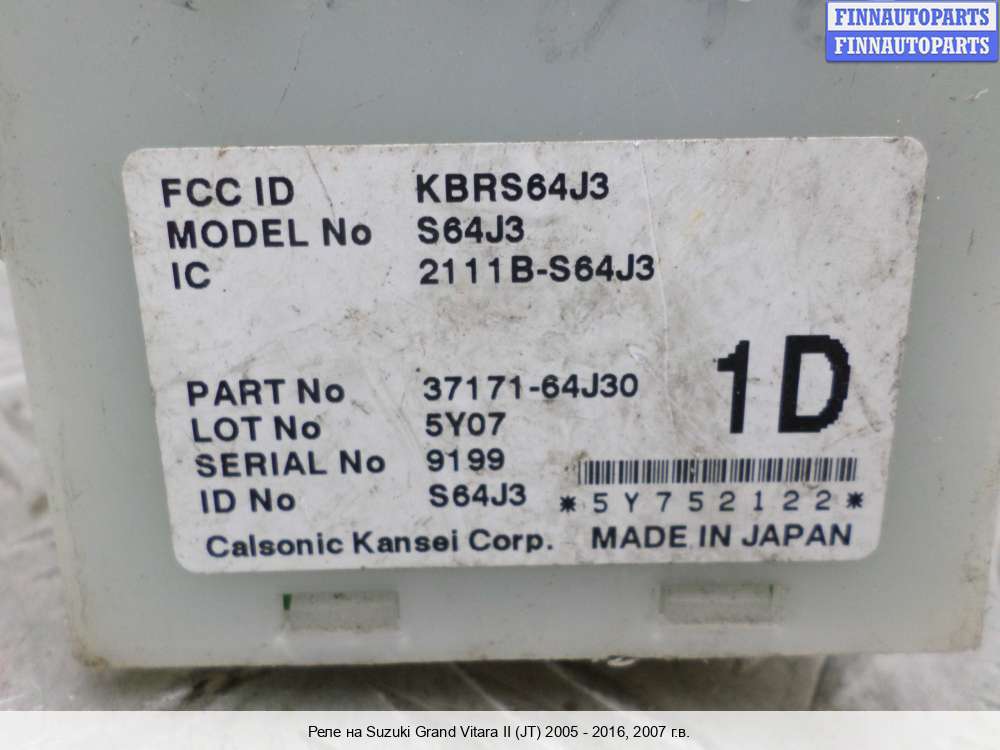 FINNAUTOPARTS
FINNAUTOPARTS
FCC ID KBRS64J3
MODEL No S64J3
IC 2111B-S64J3
1D
PART No 37171-64J30
LOT No 5Y07
SERIAL No 9199
ID No S64J3
*5Y752122*
Calsonic Kansei Corp. MADE IN JAPAN
Реле на Suzuki Grand Vitara II (JT) 2005 - 2016, 2007 г.в.